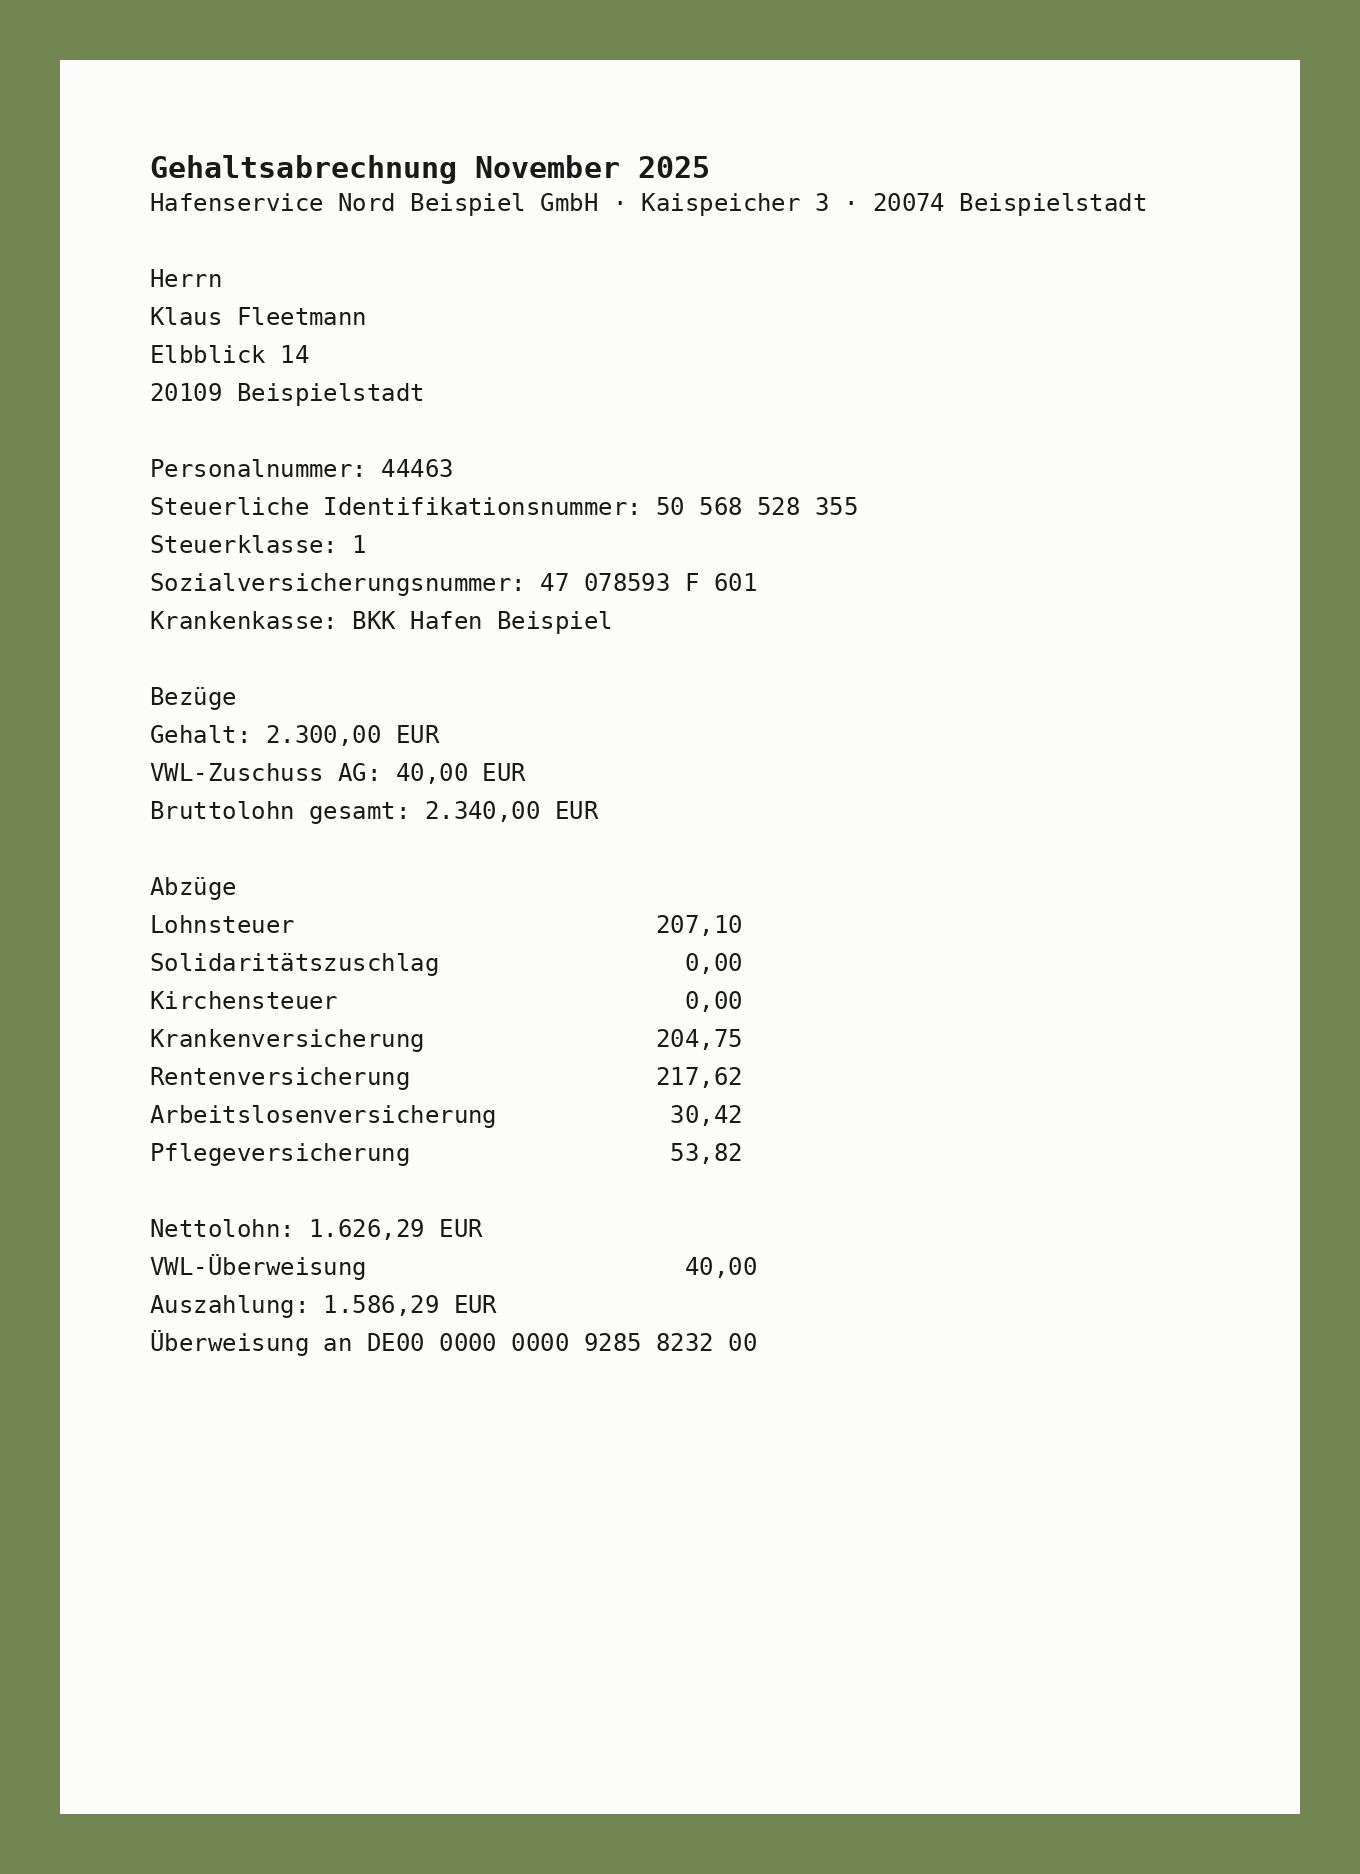 Gehaltsabrechnung November 2025
Hafenservice Nord Beispiel GmbH · Kaispeicher 3 · 20074 Beispielstadt
Herrn
Klaus Fleetmann
Elbblick 14
20109 Beispielstadt
Personalnummer: 44463
Steuerliche Identifikationsnummer: 50 568 528 355
Steuerklasse: 1
Sozialversicherungsnummer: 47 078593 F 601
Krankenkasse: BKK Hafen Beispiel
Bezüge
Gehalt: 2.300,00 EUR
VWL-Zuschuss AG: 40,00 EUR
Bruttolohn gesamt: 2.340,00 EUR
Abzüge
Lohnsteuer 207,10
Solidaritätszuschlag 0,00
Kirchensteuer 0,00
Krankenversicherung 204,75
Rentenversicherung 217,62
Arbeitslosenversicherung 30,42
Pflegeversicherung 53,82
Nettolohn: 1.626,29 EUR
VWL-Überweisung 40,00
Auszahlung: 1.586,29 EUR
Überweisung an DE00 0000 0000 9285 8232 00